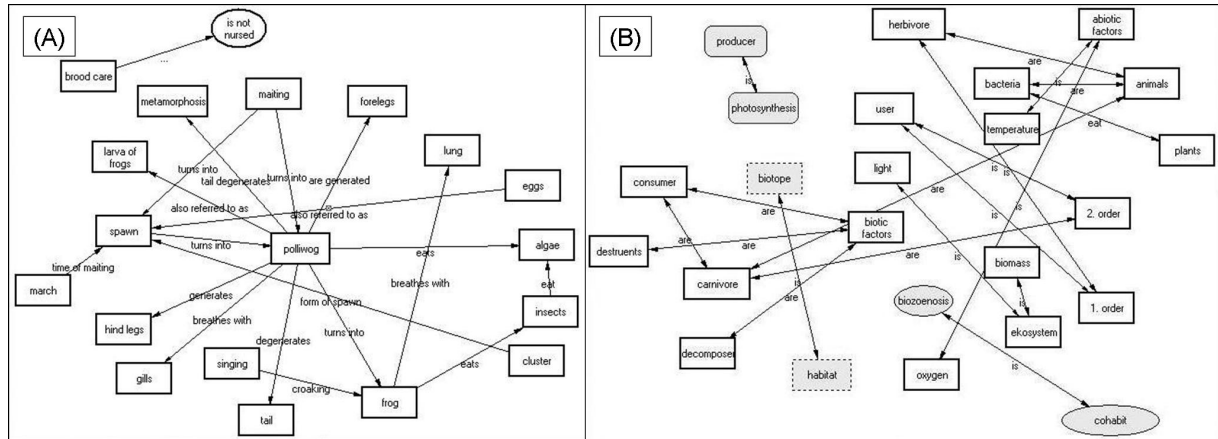 (A)
is not
nursed
...
brood care
metamorphosis
maiting
forelegs
lung
larva of
frogs
turns into
turns into
tail degenerates
are generated
eggs
also referred to as
also referred to as
spawn
turns into
polliwog
algae
eats
time of maiting
breathes with
eat
march
generates
form of spawn
insects
hind legs
breathes with
turns into
degenerates
singing
eats
cluster
gills
croaking
frog
tail
(B)
herbivore
abiotic
factors
producer
are
is
is
bacteria
animals
photosynthesis
are
user
temperature
eat
plants
light
is
is
consumer
biotope
are
are
biotic
factors
is
is
2. order
destruents
are
are
are
is
biomass
carnivore
is
are
biozoenosis
is
1. order
ekosystem
decomposer
habitat
oxygen
is
cohabit